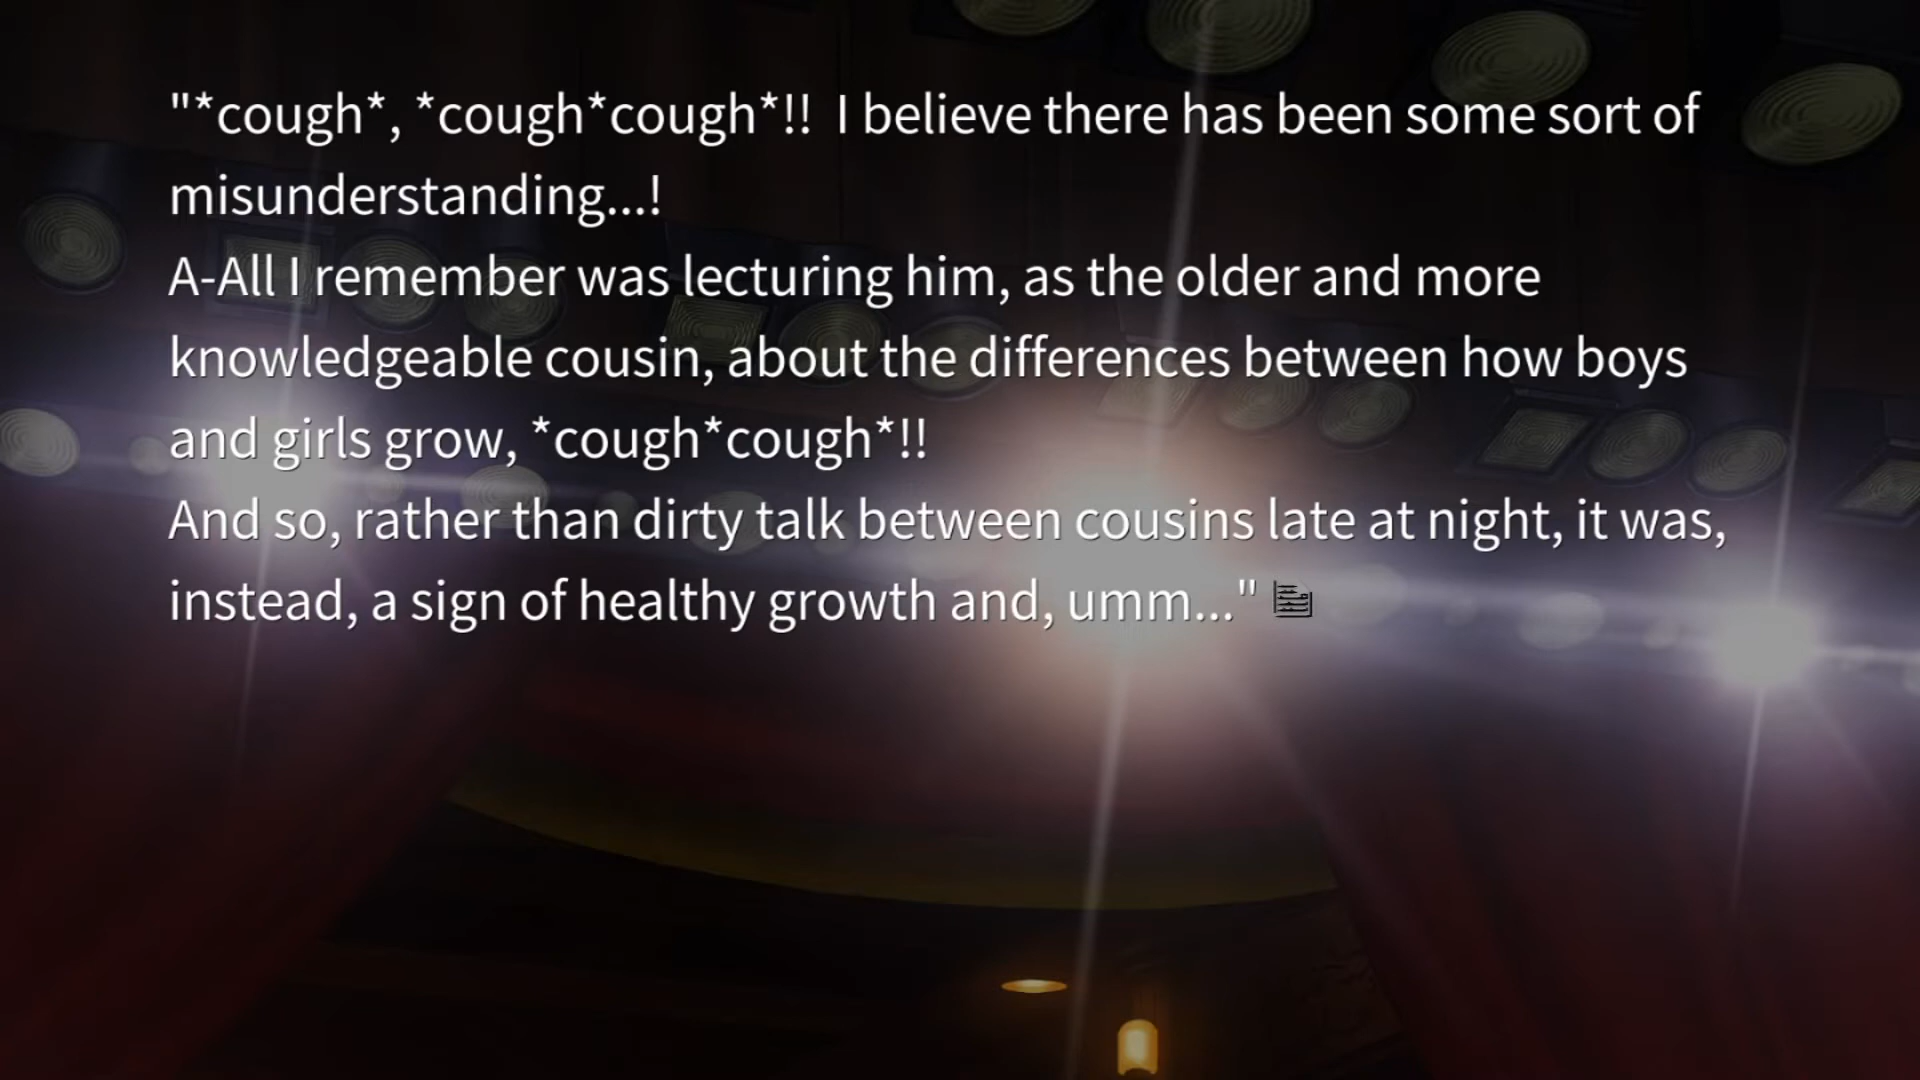 "*cough*, *cough*cough*!!  I believe there has been some sort of
misunderstanding...!
A-All I remember was lecturing him, as the older and more
knowledgeable cousin, about the differences between how boys
and girls grow, *cough*cough*!!
And so, rather than dirty talk between cousins late at night, it was,
instead, a sign of healthy growth and, umm..."